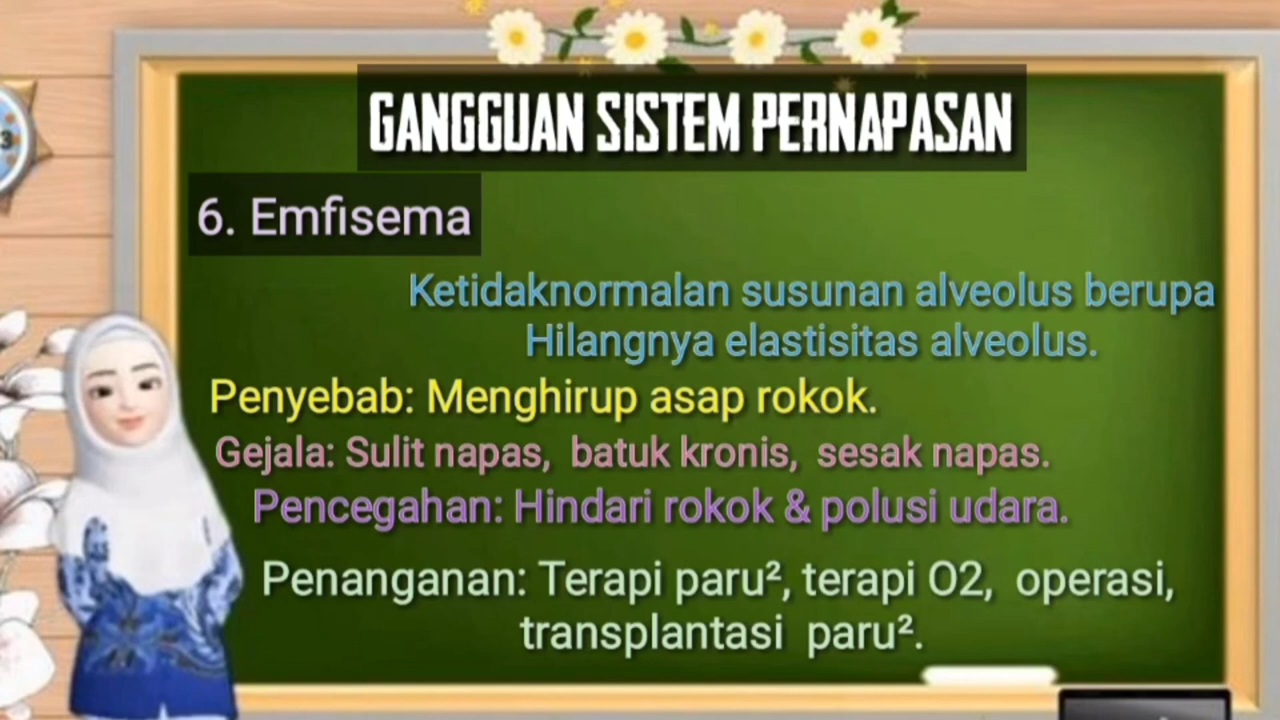 GANGGUAN SISTEM PERNAPASAN
6. Emfisema
Ketidaknormalan susunan alveolus berupa
Hilangnya elastisitas alveolus.
Penyebab: Menghirup asap rokok.
Gejala: Sulit napas, batuk kronis, sesak napas.
Pencegahan: Hindari rokok & polusi udara.
Penanganan: Terapi paru², terapi O2, operasi,
transplantasi paru².
3